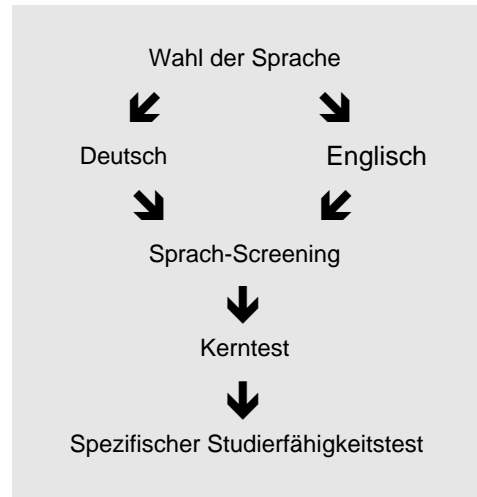 Wahl der Sprache
Deutsch Englisch
Sprach-Screening
Kerntest
Spezifischer Studierfähigkeitstest